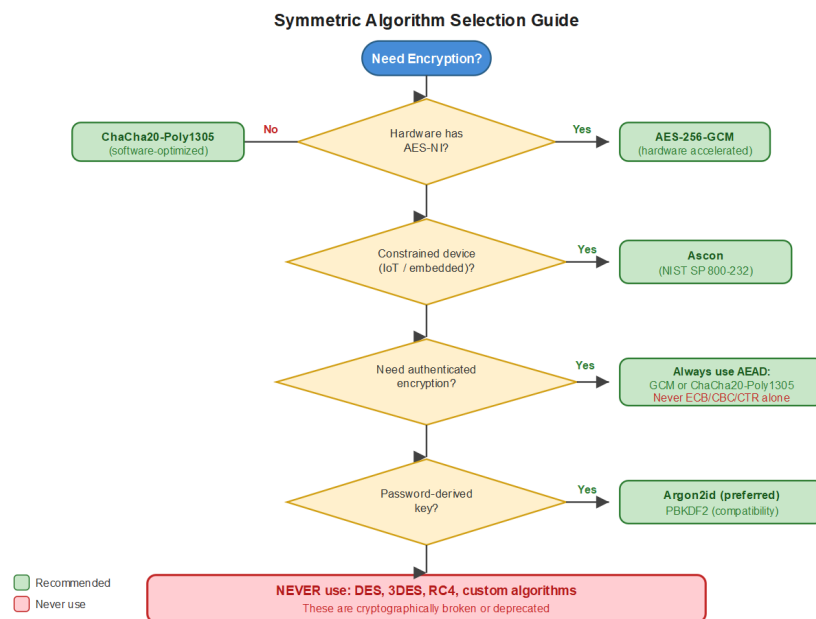 Symmetric Algorithm Selection Guide
Need Encryption?
Hardware has
AES-NI?
No
ChaCha20-Poly1305
(software-optimized)
Yes
AES-256-GCM
(hardware accelerated)
Constrained device
(IoT / embedded)?
Yes
Ascon
(NIST SP 800-232)
Need authenticated
encryption?
Yes
Always use AEAD:
GCM or ChaCha20-Poly1305
Never ECB/CBC/CTR alone
Password-derived
key?
Yes
Argon2id (preferred)
PBKDF2 (compatibility)
NEVER use: DES, 3DES, RC4, custom algorithms
These are cryptographically broken or deprecated
Recommended
Never use